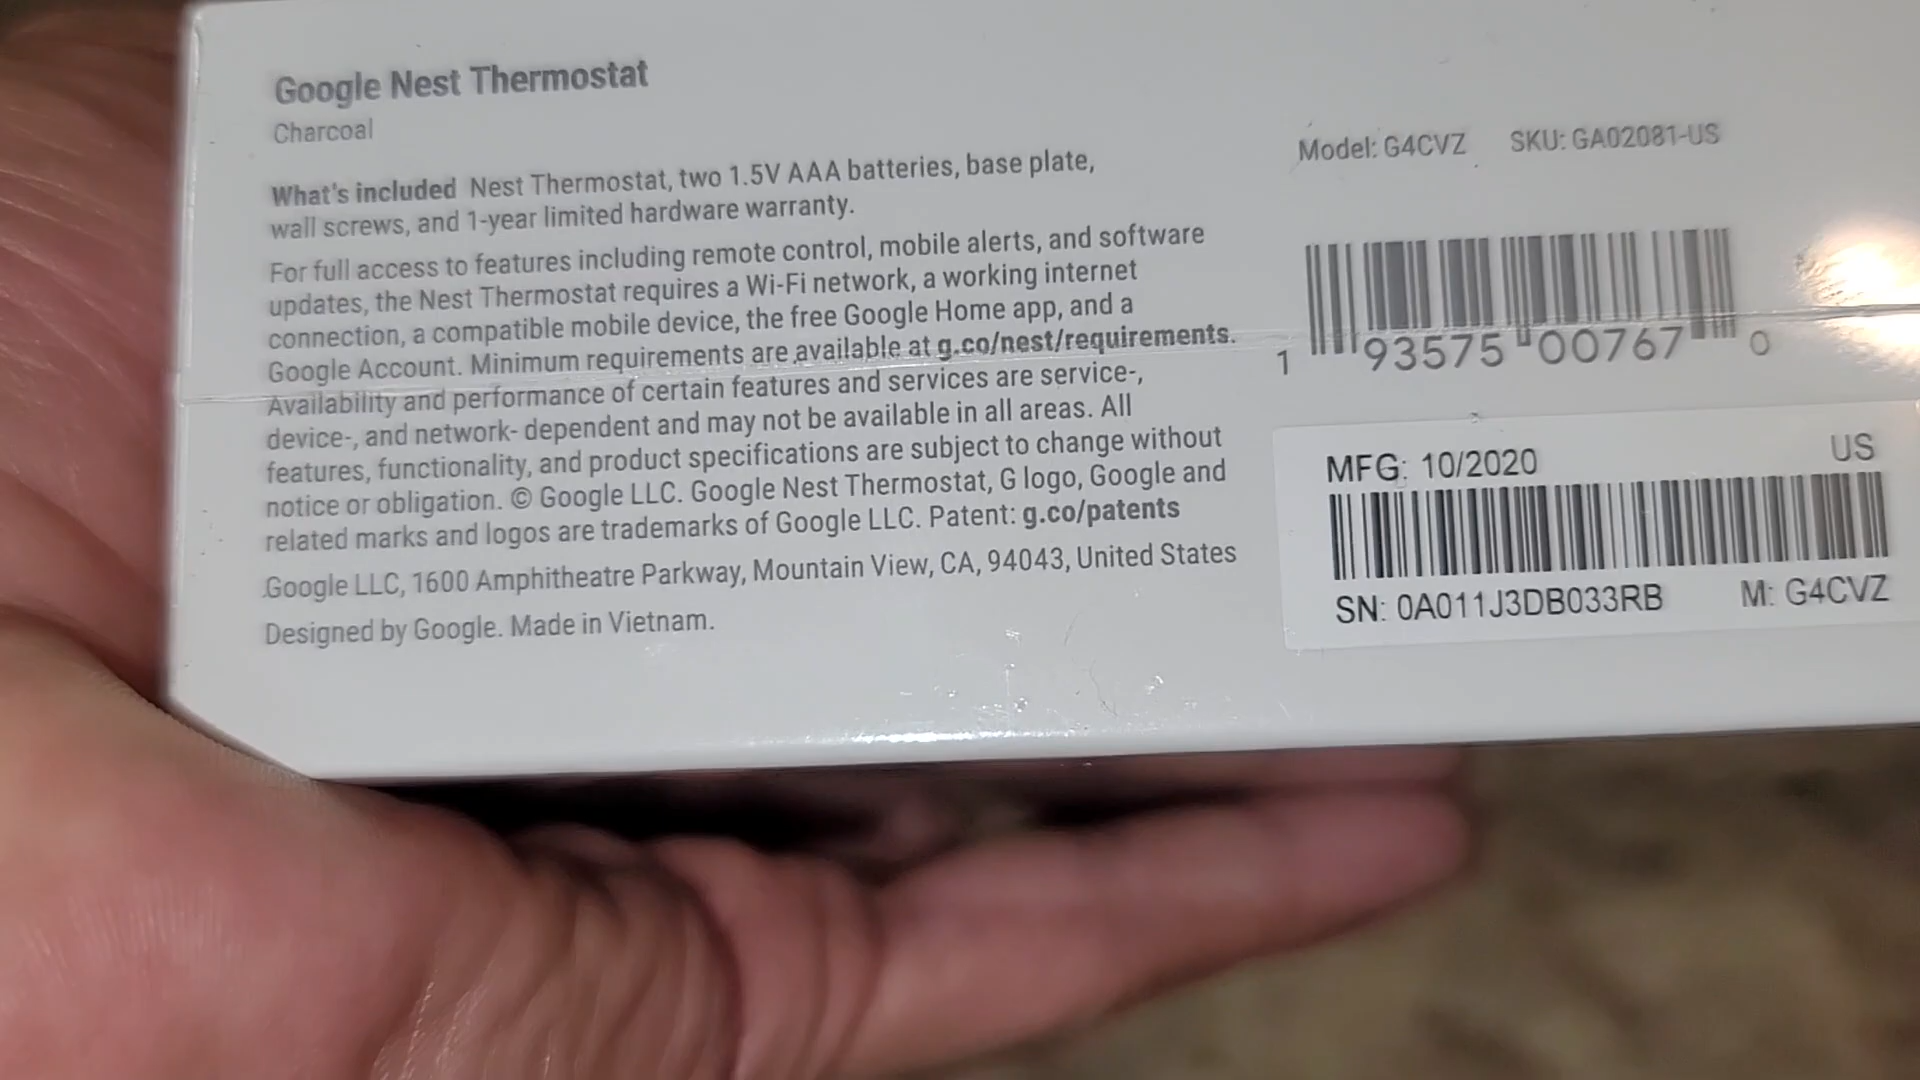 Google Nest Thermostat
Charcoal
What's included Nest Thermostat, two 1.5V AAA batteries, base plate,
wall screws, and 1-year limited hardware warranty.
For full access to features including remote control, mobile alerts, and software
updates, the Nest Thermostat requires a Wi-Fi network, a working internet
connection, a compatible mobile device, the free Google Home app, and a
Google Account. Minimum requirements are available at g.co/nest/requirements.
Availability and performance of certain features and services are service-,
device-, and network- dependent and may not be available in all areas. All
features, functionality, and product specifications are subject to change without
notice or obligation. © Google LLC. Google Nest Thermostat, G logo, Google and
related marks and logos are trademarks of Google LLC. Patent: g.co/patents
Google LLC, 1600 Amphitheatre Parkway, Mountain View, CA, 94043, United States
Designed by Google. Made in Vietnam.
Model: G4CVZ SKU: GA02081-US
1 93575 00767 0
MFG: 10/2020 US
SN: 0A011J3DB033RB M: G4CVZ